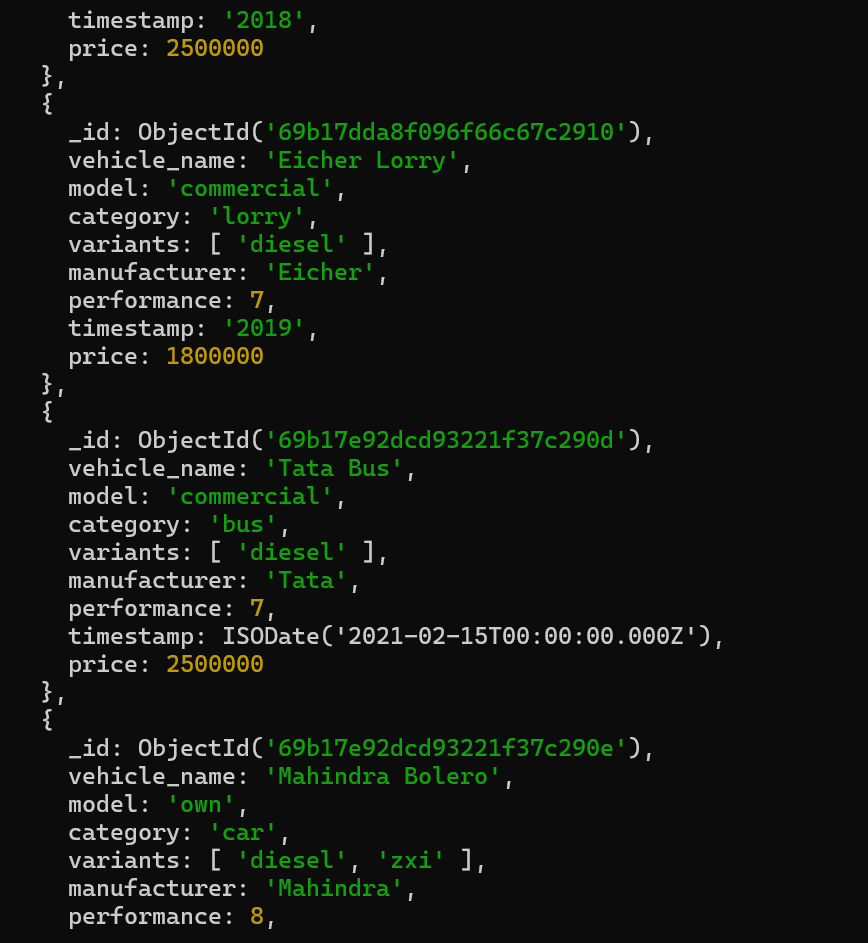 timestamp: '2018',
price: 2500000
},
{
_id: ObjectId('69b17dda8f096f66c67c2910'),
vehicle_name: 'Eicher Lorry',
model: 'commercial',
category: 'lorry',
variants: [ 'diesel' ],
manufacturer: 'Eicher',
performance: 7,
timestamp: '2019',
price: 1800000
},
{
_id: ObjectId('69b17e92dcd93221f37c290d'),
vehicle_name: 'Tata Bus',
model: 'commercial',
category: 'bus',
variants: [ 'diesel' ],
manufacturer: 'Tata',
performance: 7,
timestamp: ISODate('2021-02-15T00:00:00.000Z'),
price: 2500000
},
{
_id: ObjectId('69b17e92dcd93221f37c290e'),
vehicle_name: 'Mahindra Bolero',
model: 'own',
category: 'car',
variants: [ 'diesel', 'zxi' ],
manufacturer: 'Mahindra',
performance: 8,